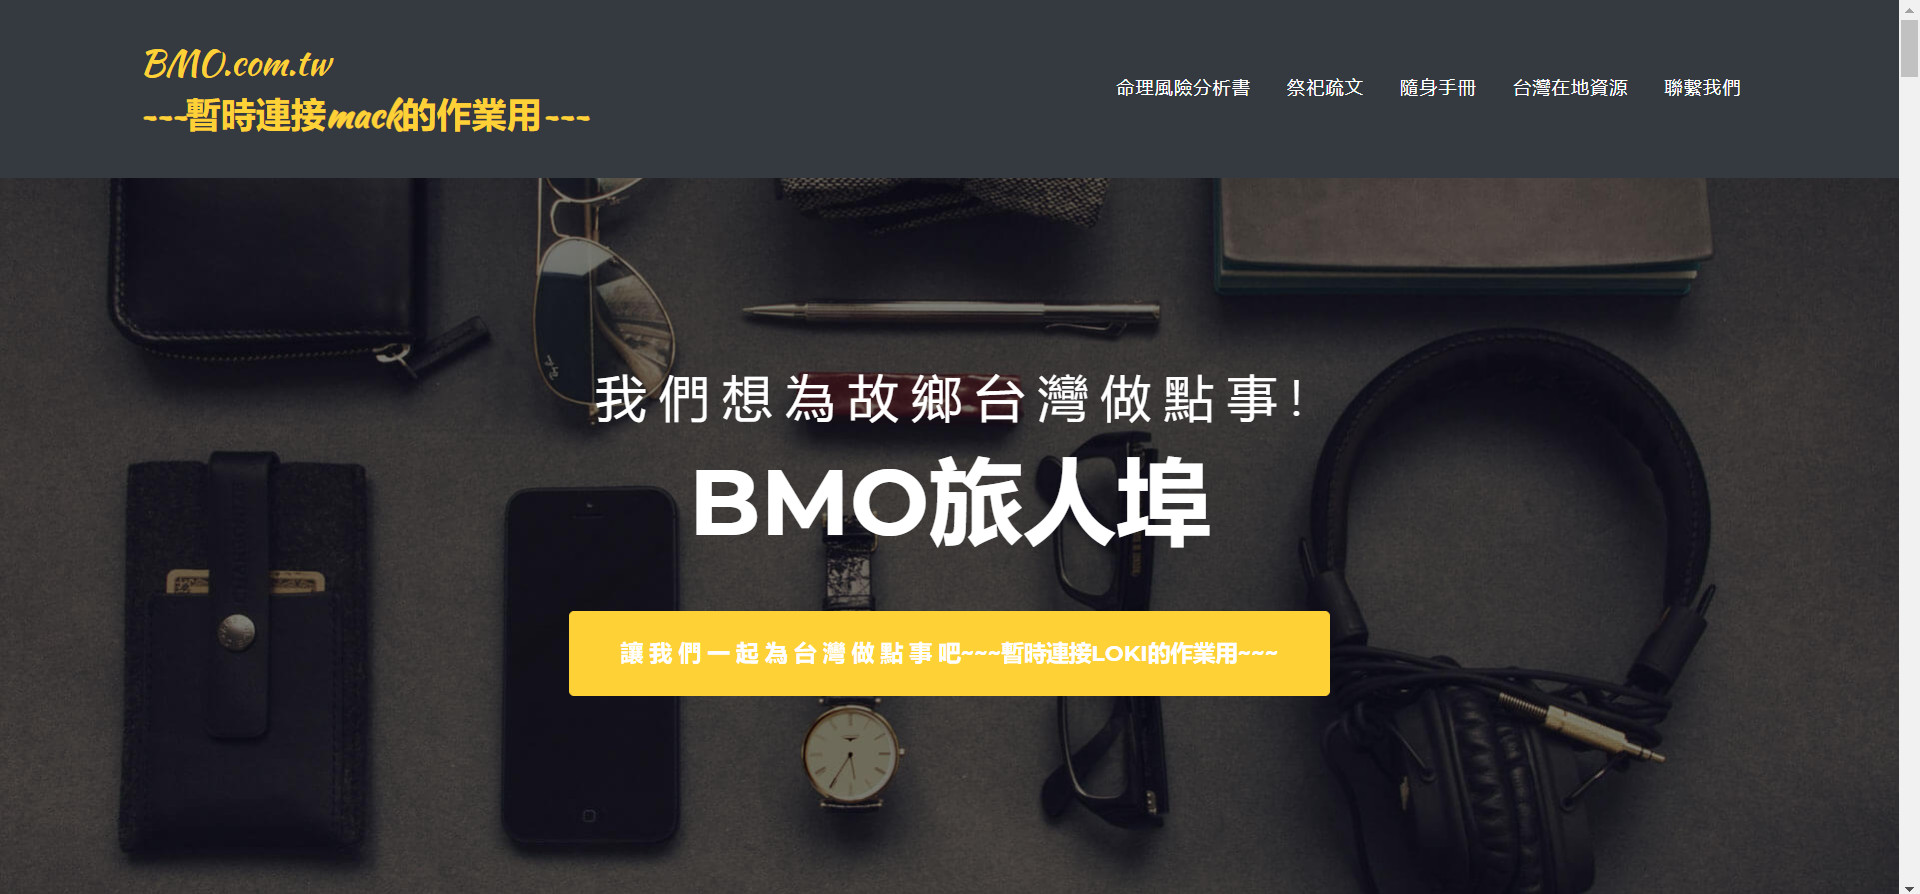 BMO.com.tw
~~~暫時連接mack的作業用~~~
命理風險分析書
祭祀疏文
隨身手冊
台灣在地資源
聯繫我們
我們想為故鄉台灣做點事!
BMO旅人埠
讓我們一起為台灣做點事吧~~~暫時連接LOKI的作業用~~~